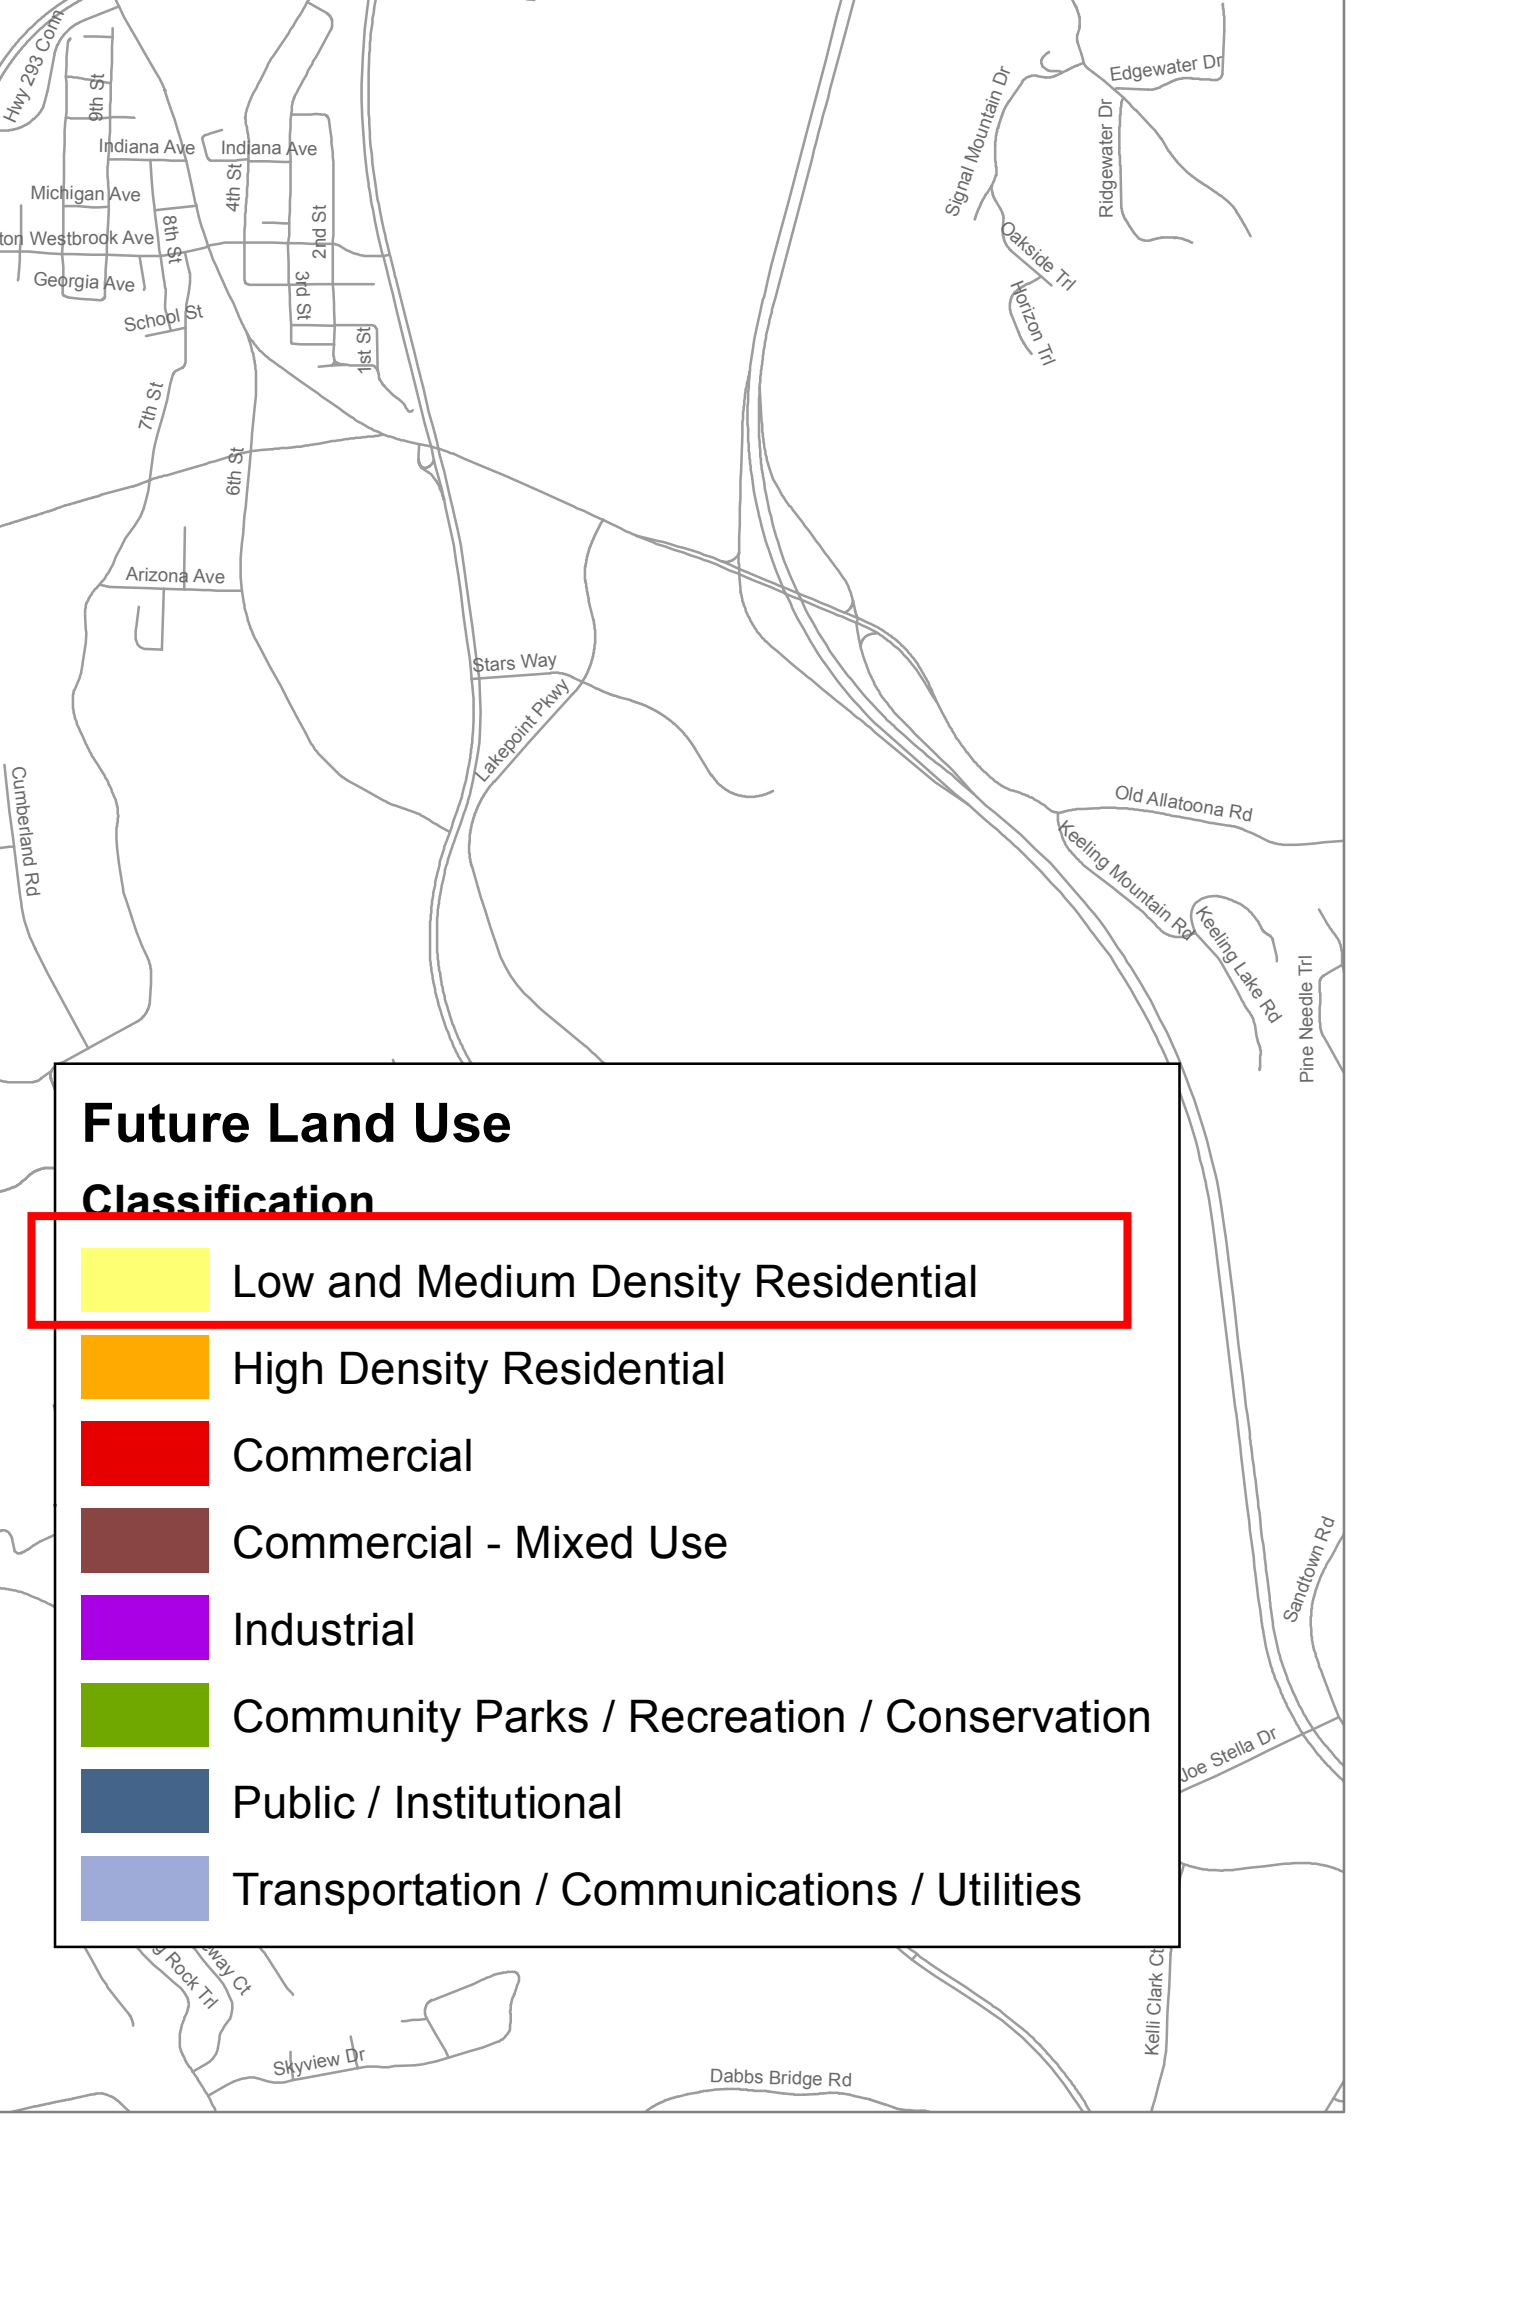 Hwy 293 Conn
9th St
Indiana Ave
Indiana Ave
4th St
Michigan Ave
8th St
2nd St
Westbrook Ave
Georgia Ave
3rd St
School St
1st St
7th St
6th St
Arizona Ave
Signal Mountain Dr
Edgewater Dr
Ridgewater Dr
Oakside Trl
Horizon Trl
Stars Way
Lakepoint Pkwy
Cumberland Rd
Old Allatoona Rd
Keeling Mountain Rd
Keeling Lake Rd
Pine Needle Trl
Future Land Use
Classification
Low and Medium Density Residential
High Density Residential
Commercial
Commercial - Mixed Use
Industrial
Community Parks / Recreation / Conservation
Public / Institutional
Transportation / Communications / Utilities
Sandtown Rd
Joe Stella Dr
Rock Trl
Ct
Skyview Dr
Dabbs Bridge Rd
Kelli Clark Ct